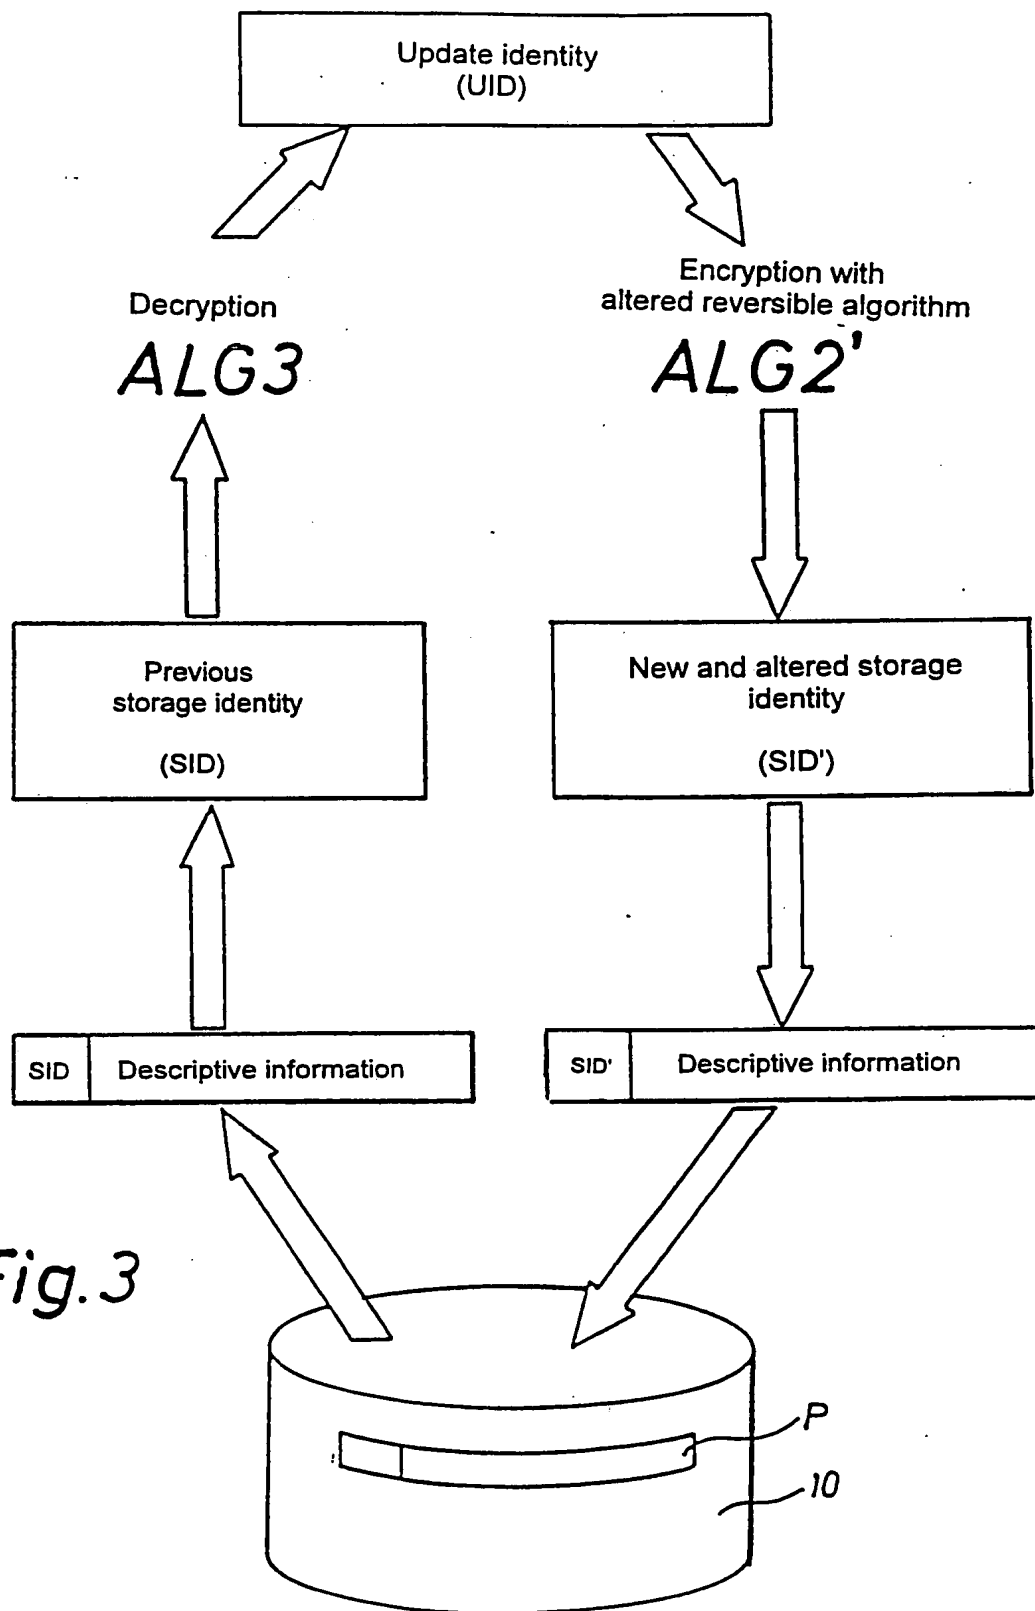 Update identity
(UID)
Decryption
ALG3
Encryption with
altered reversible algorithm
ALG2'
Previous
storage identity
(SID)
New and altered storage
identity
(SID')
SID Descriptive information
SID' Descriptive information
Fig.3
P
10